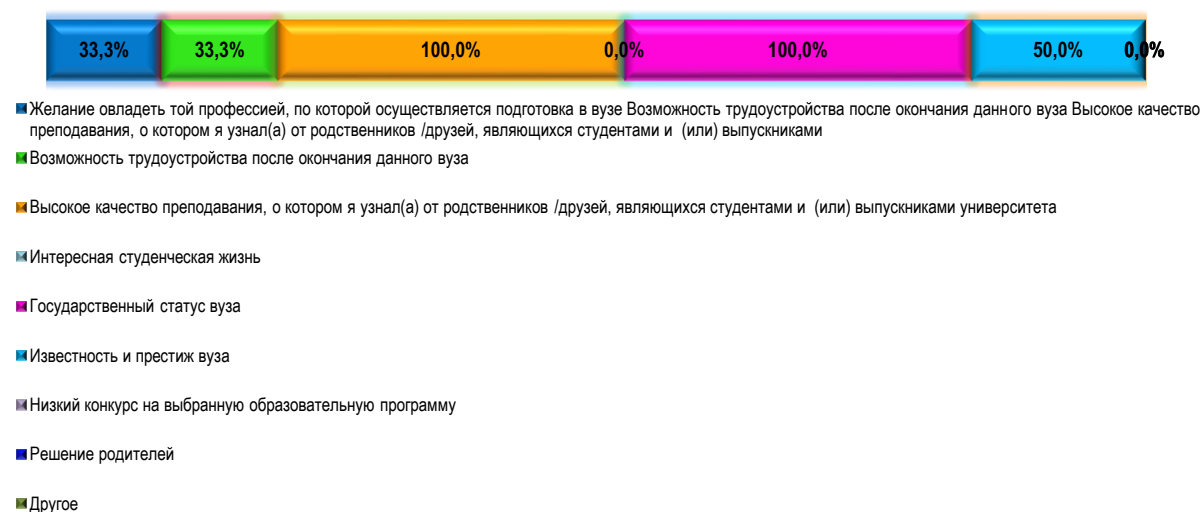 33,3% 33,3% 100,0% 0,0% 100,0% 50,0% 0,0%
Желание овладеть той профессией, по которой осуществляется подготовка в вузе Возможность трудоустройства после окончания данного вуза Высокое качество
преподавания, о котором я узнал(а) от родственников /друзей, являющихся студентами и (или) выпускниками
Возможность трудоустройства после окончания данного вуза
Высокое качество преподавания, о котором я узнал(а) от родственников /друзей, являющихся студентами и (или) выпускниками университета
Интересная студенческая жизнь
Государственный статус вуза
Известность и престиж вуза
Низкий конкурс на выбранную образовательную программу
Решение родителей
Другое